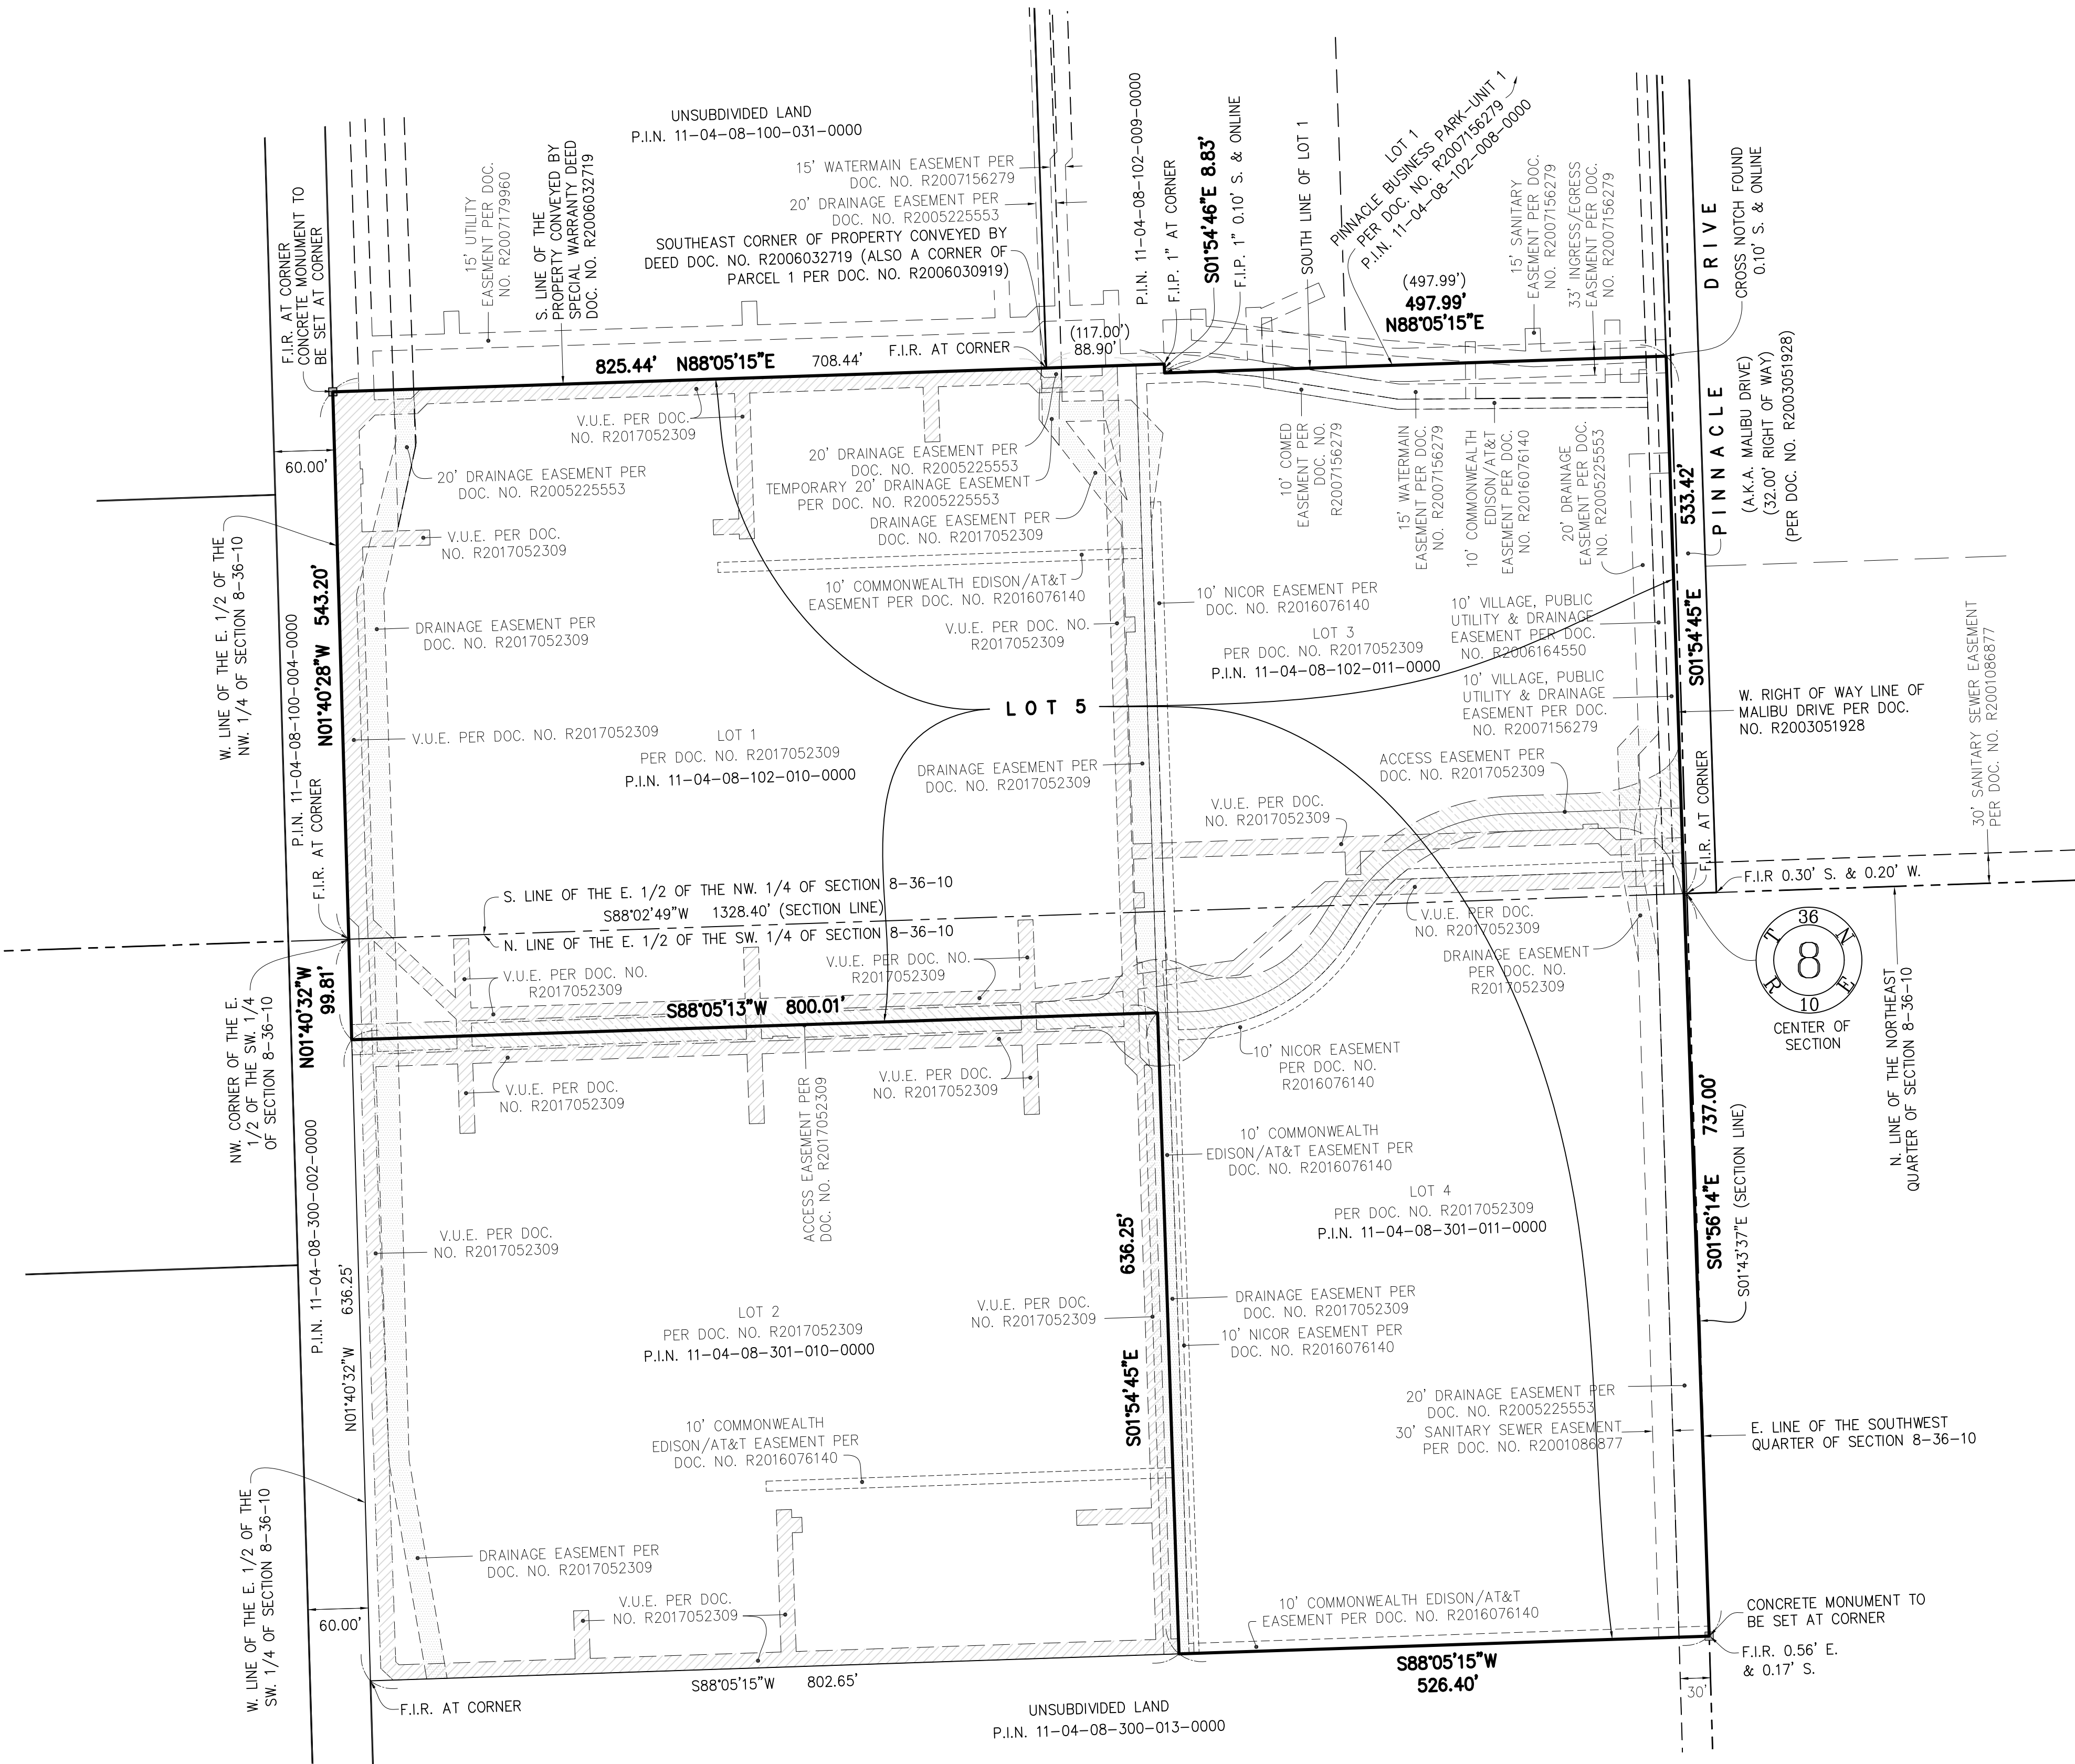 UNSUBDIVIDED LAND
P.I.N. 11-04-08-100-031-0000
15' WATERMAIN EASEMENT PER
DOC. NO. R2007156279
20' DRAINAGE EASEMENT PER
DOC. NO. R2005225553
SOUTHEAST CORNER OF PROPERTY CONVEYED BY
DEED DOC. NO. R2006032719 (ALSO A CORNER OF
PARCEL 1 PER DOC. NO. R2006030919)
F.I.R. AT CORNER
CONCRETE MONUMENT TO
BE SET AT CORNER
15' UTILITY
EASEMENT PER DOC.
NO. R2007179960
S. LINE OF THE
PROPERTY CONVEYED BY
SPECIAL WARRANTY DEED
DOC. NO. R2006032719
P.I.N. 11-04-08-102-009-0000
F.I.P. 1" AT CORNER
S01°54'46"E 8.83'
F.I.P. 1" 0.10' S. & ONLINE
SOUTH LINE OF LOT 1
LOT 1
PINNACLE BUSINESS PARK-UNIT 1
PER DOC. NO. R2007156279
P.I.N. 11-04-08-102-008-0000
(497.99')
497.99'
N88°05'15"E
15' SANITARY
EASEMENT PER DOC.
NO. R2007156279
33' INGRESS/EGRESS
EASEMENT PER DOC.
NO. R2007156279
PINNACLE DRIVE
(A.K.A. MALIBU DRIVE)
(32.00' RIGHT OF WAY)
(PER DOC. NO. R2003051928)
CROSS NOTCH FOUND
0.10' S. & ONLINE
825.44' N88°05'15"E
708.44'
F.I.R. AT CORNER
(117.00')
88.90'
60.00'
V.U.E. PER DOC.
NO. R2017052309
20' DRAINAGE EASEMENT PER
DOC. NO. R2005225553
20' DRAINAGE EASEMENT PER
DOC. NO. R2005225553
TEMPORARY 20' DRAINAGE EASEMENT
PER DOC. NO. R2005225553
DRAINAGE EASEMENT PER
DOC. NO. R2017052309
V.U.E. PER DOC.
NO. R2017052309
10' COMED
EASEMENT PER
DOC. NO.
R2007156279
15' WATERMAIN
EASEMENT PER DOC.
NO. R2007156279
10' COMMONWEALTH
EDISON/AT&T
EASEMENT PER DOC.
NO. R2016076140
20' DRAINAGE
EASEMENT PER DOC.
NO. R2005225553
533.42'
S01°54'45"E
W. LINE OF THE E. 1/2 OF THE
NW. 1/4 OF SECTION 8-36-10
P.I.N. 11-04-08-100-004-0000
N01°40'28"W 543.20'
F.I.R. AT CORNER
10' COMMONWEALTH EDISON/AT&T
EASEMENT PER DOC. NO. R2016076140
10' NICOR EASEMENT PER
DOC. NO. R2016076140
DRAINAGE EASEMENT PER
DOC. NO. R2017052309
V.U.E. PER DOC. NO.
R2017052309
LOT 3
PER DOC. NO. R2017052309
P.I.N. 11-04-08-102-011-0000
10' VILLAGE, PUBLIC
UTILITY & DRAINAGE
EASEMENT PER DOC.
NO. R2006164550
10' VILLAGE, PUBLIC
UTILITY & DRAINAGE
EASEMENT PER DOC.
NO. R2007156279
W. RIGHT OF WAY LINE OF
MALIBU DRIVE PER DOC.
NO. R2003051928
30' SANITARY SEWER EASEMENT
PER DOC. NO. R2001086877
LOT 5
V.U.E. PER DOC. NO. R2017052309
LOT 1
PER DOC. NO. R2017052309
P.I.N. 11-04-08-102-010-0000
DRAINAGE EASEMENT PER
DOC. NO. R2017052309
ACCESS EASEMENT PER
DOC. NO. R2017052309
V.U.E. PER DOC.
NO. R2017052309
F.I.R. AT CORNER
F.I.R 0.30' S. & 0.20' W.
S. LINE OF THE E. 1/2 OF THE NW. 1/4 OF SECTION 8-36-10
S88°02'49"W 1328.40' (SECTION LINE)
N. LINE OF THE E. 1/2 OF THE SW. 1/4 OF SECTION 8-36-10
V.U.E. PER DOC.
NO. R2017052309
DRAINAGE EASEMENT
PER DOC. NO.
R2017052309
36
T N
8
R E
10
CENTER OF
SECTION
N. LINE OF THE NORTHEAST
QUARTER OF SECTION 8-36-10
NW. CORNER OF THE E.
1/2 OF THE SW. 1/4
OF SECTION 8-36-10
N01°40'32"W
99.81'
V.U.E. PER DOC. NO.
R2017052309
V.U.E. PER DOC. NO.
R2017052309
S88°05'13"W 800.01'
10' NICOR EASEMENT
PER DOC. NO.
R2016076140
V.U.E. PER DOC.
NO. R2017052309
ACCESS EASEMENT PER
DOC. NO. R2017052309
V.U.E. PER DOC.
NO. R2017052309
10' COMMONWEALTH
EDISON/AT&T EASEMENT PER
DOC. NO. R2016076140
LOT 4
PER DOC. NO. R2017052309
P.I.N. 11-04-08-301-011-0000
737.00'
S01°56'14"E
S01°43'37"E (SECTION LINE)
P.I.N. 11-04-08-300-002-0000
N01°40'32"W 636.25'
V.U.E. PER DOC.
NO. R2017052309
636.25'
S01°54'45"E
LOT 2
PER DOC. NO. R2017052309
P.I.N. 11-04-08-301-010-0000
V.U.E. PER DOC.
NO. R2017052309
DRAINAGE EASEMENT PER
DOC. NO. R2017052309
10' NICOR EASEMENT PER
DOC. NO. R2016076140
20' DRAINAGE EASEMENT PER
DOC. NO. R2005225553
30' SANITARY SEWER EASEMENT
PER DOC. NO. R2001086877
E. LINE OF THE SOUTHWEST
QUARTER OF SECTION 8-36-10
10' COMMONWEALTH
EDISON/AT&T EASEMENT PER
DOC. NO. R2016076140
W. LINE OF THE E. 1/2 OF THE
SW. 1/4 OF SECTION 8-36-10
DRAINAGE EASEMENT PER
DOC. NO. R2017052309
60.00'
V.U.E. PER DOC.
NO. R2017052309
10' COMMONWEALTH EDISON/AT&T
EASEMENT PER DOC. NO. R2016076140
CONCRETE MONUMENT TO
BE SET AT CORNER
F.I.R. 0.56' E.
& 0.17' S.
30'
S88°05'15"W 802.65'
S88°05'15"W
526.40'
F.I.R. AT CORNER
UNSUBDIVIDED LAND
P.I.N. 11-04-08-300-013-0000